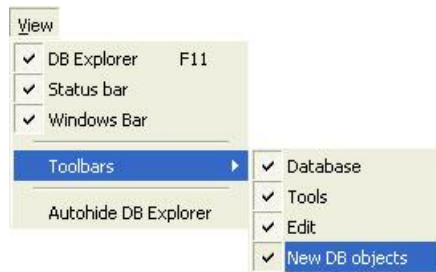 View
DB Explorer F11
Status bar
Windows Bar
Toolbars
Autohide DB Explorer
Database
Tools
Edit
New DB objects